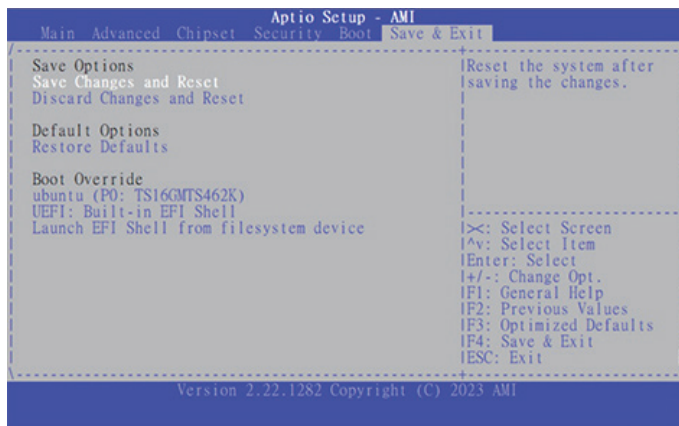 Aptio Setup - AMI
Main Advanced Chipset Security Boot Save & Exit
Save Options
Save Changes and Reset
Discard Changes and Reset
Default Options
Restore Defaults
Boot Override
ubuntu (P0: TS16GMTS462K)
UEFI: Built-in EFI Shell
Launch EFI Shell from filesystem device
Reset the system after
saving the changes.
><: Select Screen
^v: Select Item
Enter: Select
+/-: Change Opt.
F1: General Help
F2: Previous Values
F3: Optimized Defaults
F4: Save & Exit
ESC: Exit
Version 2.22.1282 Copyright (C) 2023 AMI